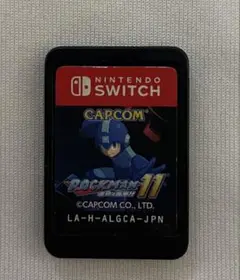 NINTENDO
SWITCH
CAPCOM
ROCKMAN 11
©CAPCOM CO., LTD.
LA-H-ALGCA-JPN